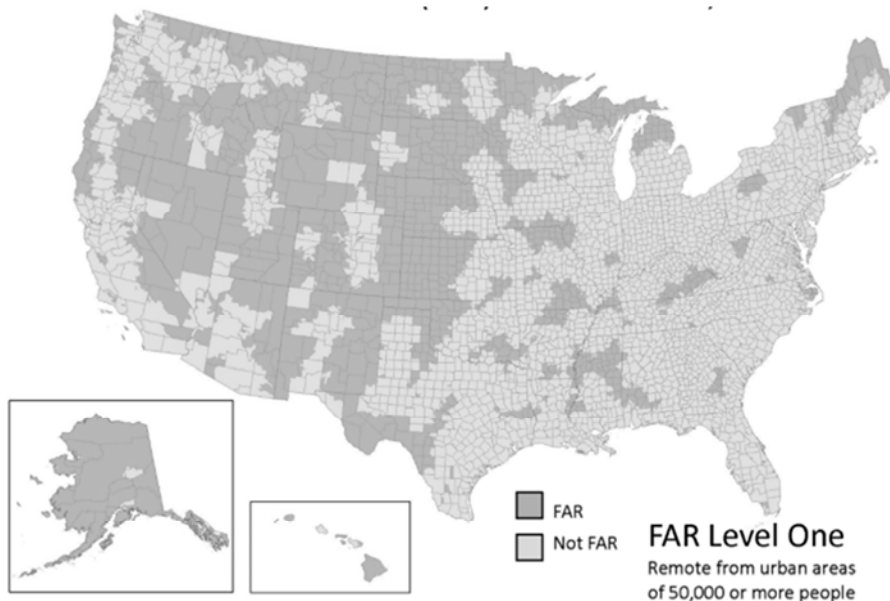 FAR
Not FAR
FAR Level One
Remote from urban areas
of 50,000 or more people